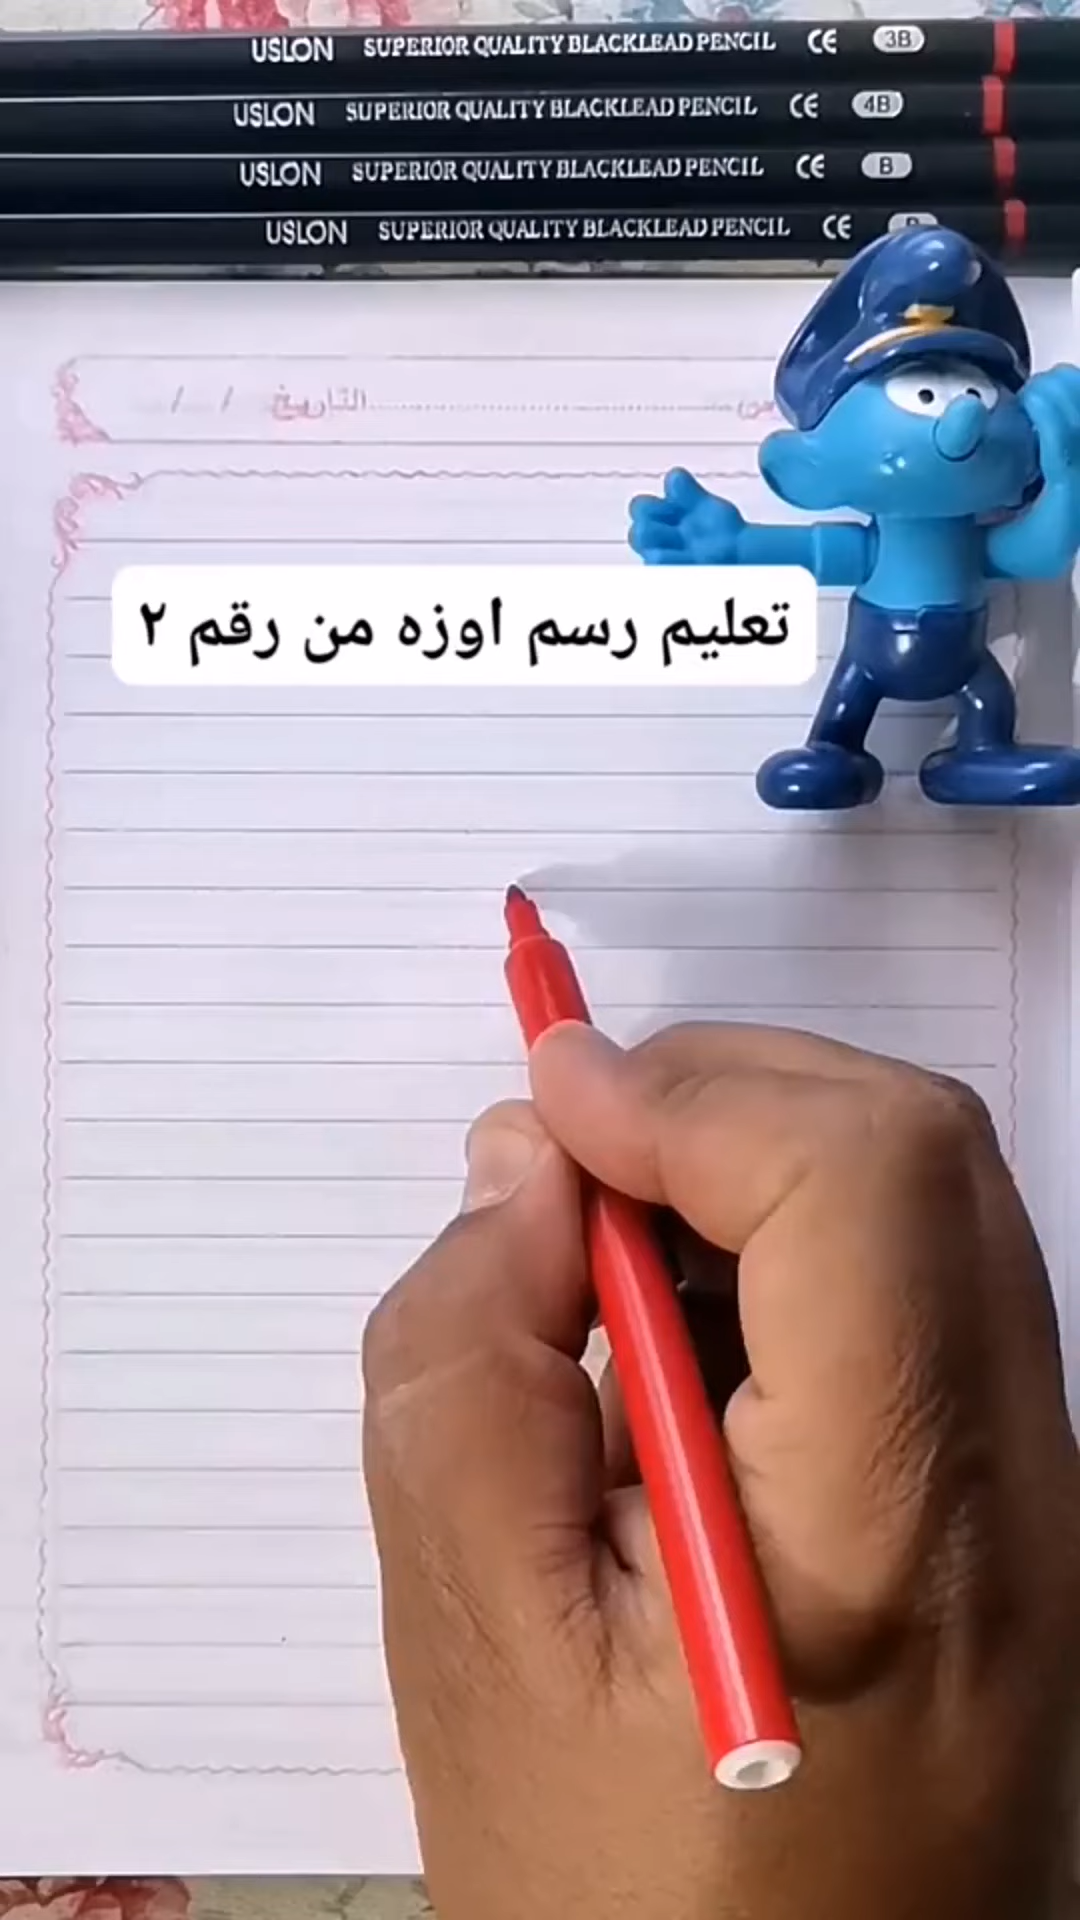 USLON SUPERIOR QUALITY BLACKLEAD PENCIL CE 3B
USLON SUPERIOR QUALITY BLACKLEAD PENCIL CE 4B
USLON SUPERIOR QUALITY BLACKLEAD PENCIL CE B
USLON SUPERIOR QUALITY BLACKLEAD PENCIL CE
التاريخ / /
تعليم رسم اوزه من رقم ٢